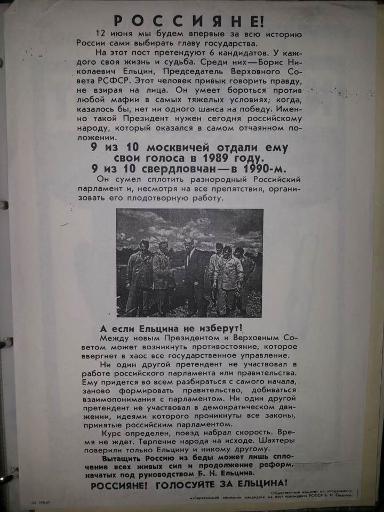 РОССИЯНЕ!
12 июня мы будем впервые за всю историю
России сами выбирать главу государства.
На этот пост претендуют 6 кандидатов. У каж-
дого своя жизнь и судьба. Среди них — Борис Ни-
колаевич Ельцин, Председатель Верховного Со-
вета РСФСР. Этот человек привык говорить правду,
не взирая на лица. Он умеет бороться против
любой мафии в самых тяжелых условиях; когда,
казалось бы, нет ни одного шанса на победу. Имен-
но такой Президент нужен сегодня российскому
народу, который оказался в самом отчаянном по-
ложении.
9 из 10 москвичей отдали ему
свои голоса в 1989 году.
9 из 10 свердловчан — в 1990-м.
Он сумел сплотить разнородный Российский
парламент и, несмотря на все препятствия, органи-
зовать его плодотворную работу.
А если Ельцина не изберут!
Между новым Президентом и Верховным Со-
ветом может возникнуть противостояние, которое
ввергнет в хаос все государственное управление.
Ни один другой претендент не участвовал в
работе российского парламента или правительства.
Ему придется во всем разбираться с самого начала,
заново формировать правительство, добиваться
взаимопонимания с парламентом. Ни один другой
претендент не участвовал в демократическом дви-
жении, идеями которого проникнуты все законы,
принятые российским парламентом.
Курс определен, поезд набрал скорость. Вре-
мя не ждет. Терпение народа на исходе. Шахтеры
поверили только Ельцину и никому другому.
Вытащить Россию из беды может лишь спло-
чение всех живых сил и продолжение реформ,
начатых под руководством Б. Н. Ельцина.
РОССИЯНЕ! ГОЛОСУЙТЕ ЗА ЕЛЬЦИНА!